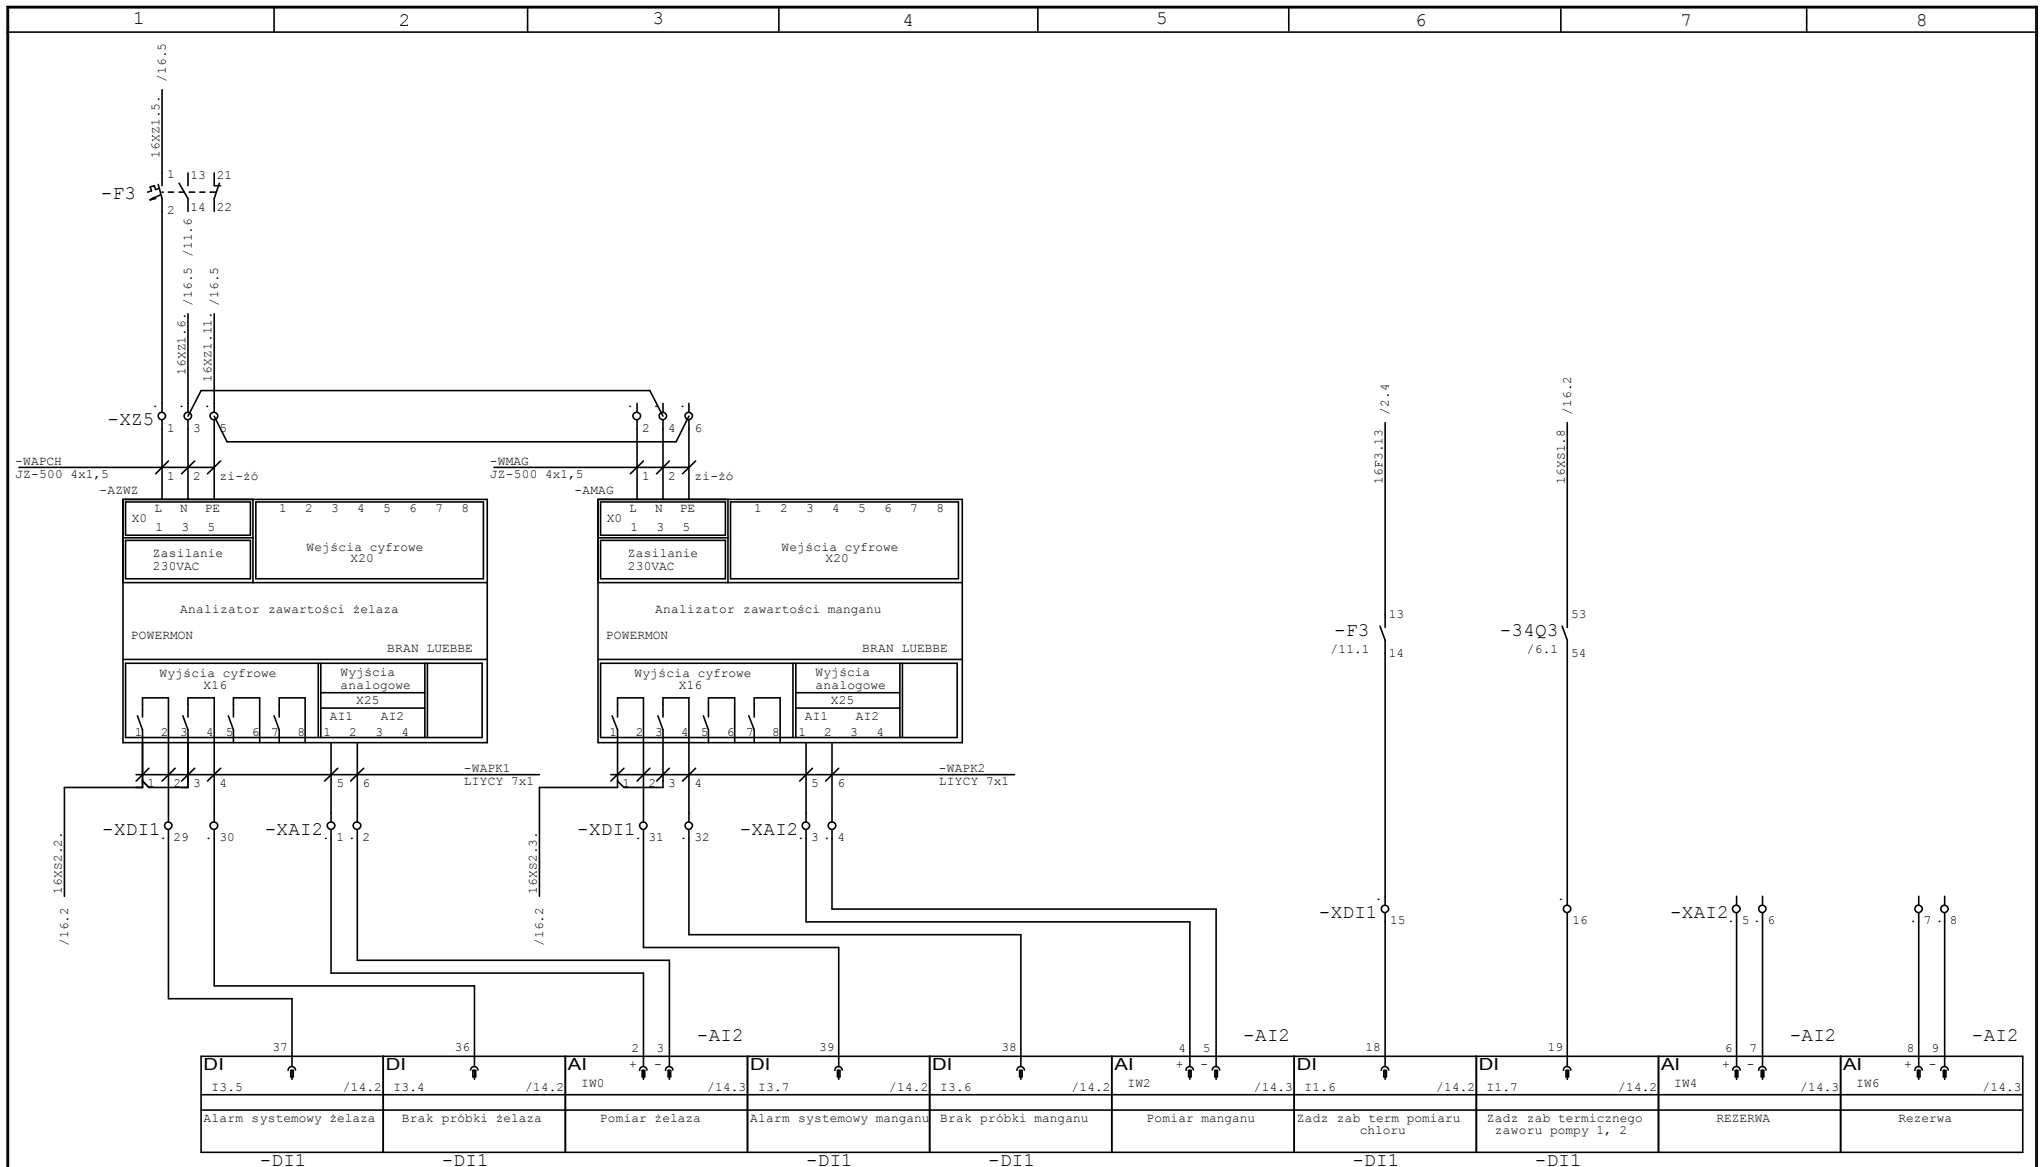 1 2 3 4 5 6 7 8
/16.5
16XZ1.5.
-F3
1 13 21
2 14 22
/11.6
16XZ1.6. /16.5
16XZ1.11. /16.5
-XZ5
1 3 5
2 4 6
-WAPCH
JZ-500 4x1,5
1 2 zi-żó
-WMAG
JZ-500 4x1,5
1 2 zi-żó
-AZWZ
X0
L N PE
1 3 5
1 2 3 4 5 6 7 8
Zasilanie
230VAC
Wejścia cyfrowe
X20
Analizator zawartości żelaza
POWERMON
BRAN LUEBBE
Wyjścia cyfrowe
X16
Wyjścia
analogowe
X25
AI1 AI2
1 2 3 4 5 6 7 8
1 2 3 4
-AMAG
X0
L N PE
1 3 5
1 2 3 4 5 6 7 8
Zasilanie
230VAC
Wejścia cyfrowe
X20
Analizator zawartości manganu
POWERMON
BRAN LUEBBE
Wyjścia cyfrowe
X16
Wyjścia
analogowe
X25
AI1 AI2
1 2 3 4 5 6 7 8
1 2 3 4
-WAPK1
LIYCY 7x1
1 2 3 4 5 6
-WAPK2
LIYCY 7x1
1 2 3 4 5 6
-XDI1 29 30
-XAI2 1 2
-XDI1 31 32
-XAI2 3 4
/16.2 16XS2.2.
/16.2 16XS2.3.
16F3.13 /2.4
16XS1.8 /16.2
-F3
/11.1
13
14
-34Q3
/6.1
53
54
-XDI1 15 16
-XAI2 5 6 7 8
-AI2 -AI2 -AI2 -AI2
37 36 2 3 39 38 4 5 18 19 6 7 8 9
DI DI AI + - DI DI AI + - DI DI AI + - AI + -
I3.5 /14.2 I3.4 /14.2 IW0 /14.3 I3.7 /14.2 I3.6 /14.2 IW2 /14.3 I1.6 /14.2 I1.7 /14.2 IW4 /14.3 IW6 /14.3
Alarm systemowy żelaza
Brak próbki żelaza
Pomiar żelaza
Alarm systemowy manganu
Brak próbki manganu
Pomiar manganu
Zadz zab term pomiaru
chloru
Zadz zab termicznego
zaworu pompy 1, 2
REZERWA
Rezerwa
-DI1 -DI1 -DI1 -DI1 -DI1 -DI1